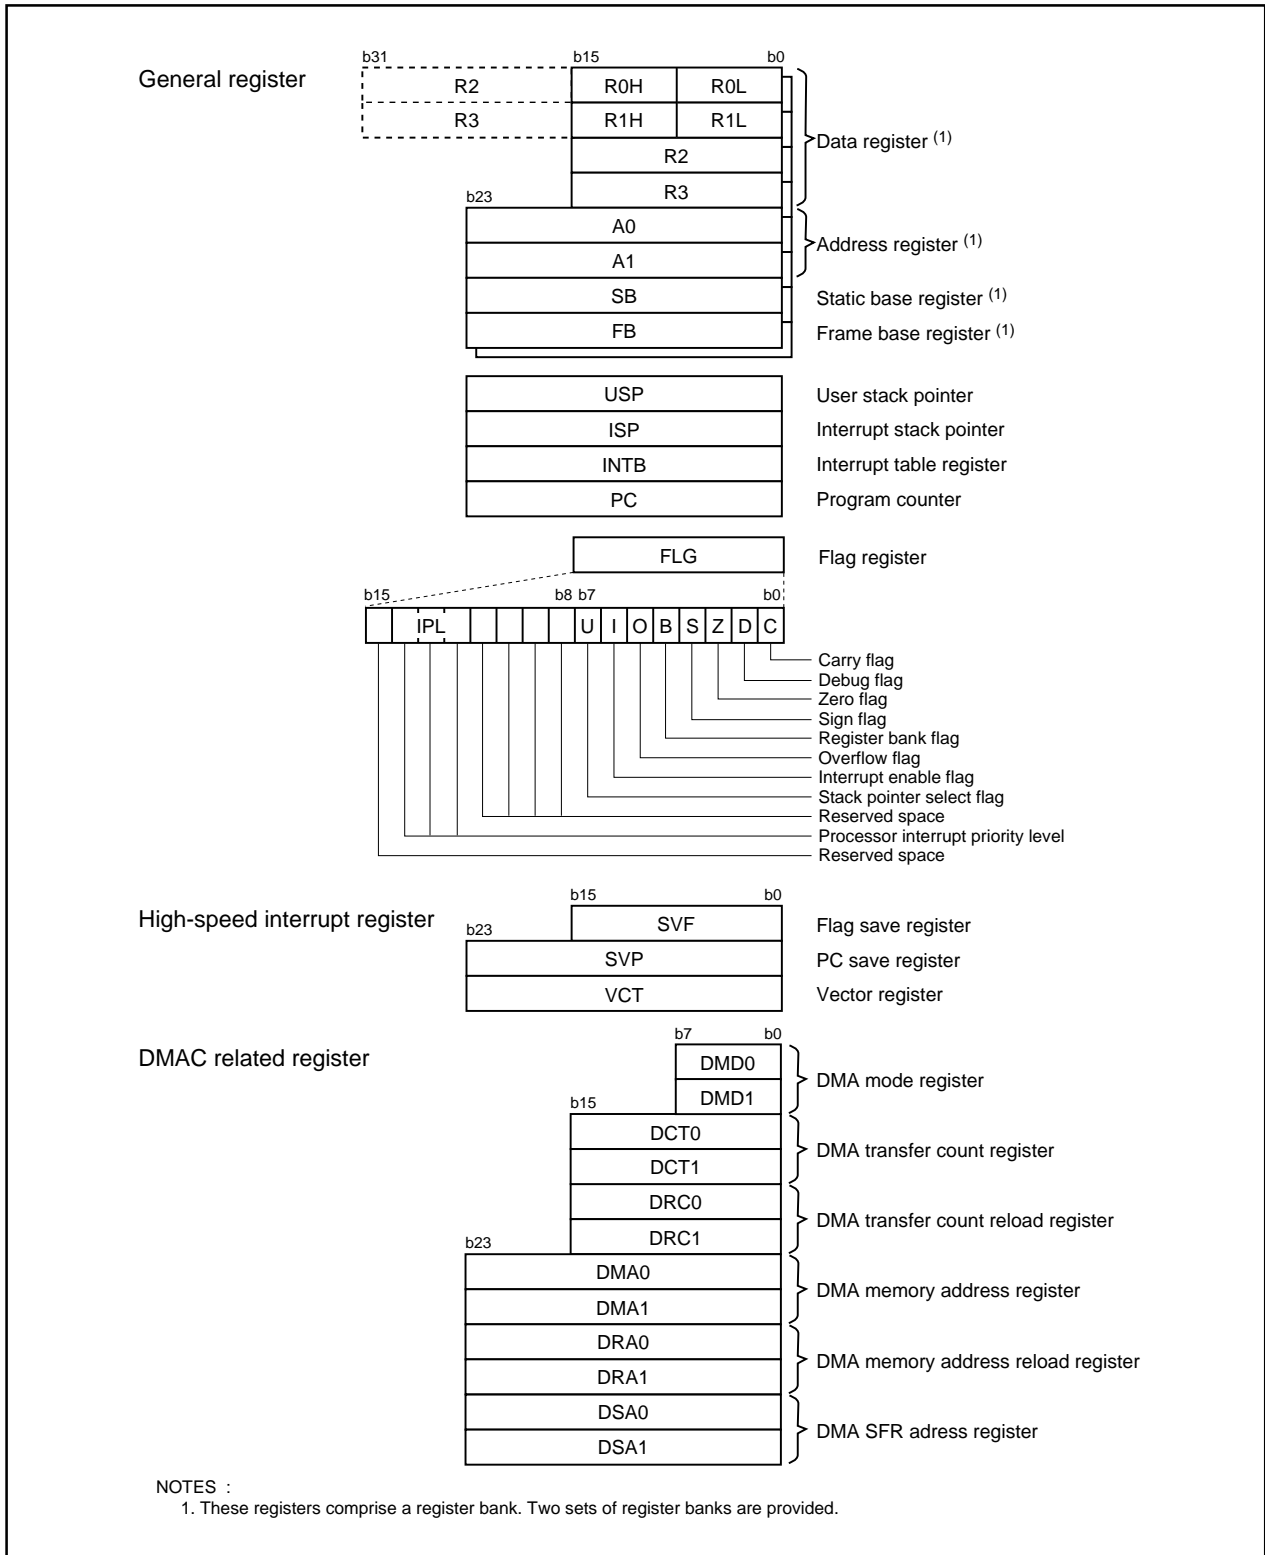 b31 b15 b0
General register R2 R0H R0L
R3 R1H R1L
Data register (1)
R2
b23 R3
A0
Address register (1)
A1
SB Static base register (1)
FB Frame base register (1)
USP User stack pointer
ISP Interrupt stack pointer
INTB Interrupt table register
PC Program counter
FLG Flag register
b15 b8 b7 b0
IPL U I O B S Z D C
Carry flag
Debug flag
Zero flag
Sign flag
Register bank flag
Overflow flag
Interrupt enable flag
Stack pointer select flag
Reserved space
Processor interrupt priority level
Reserved space
b15 b0
High-speed interrupt register SVF Flag save register
b23
SVP PC save register
VCT Vector register
b7 b0
DMAC related register DMD0
DMA mode register
b15 DMD1
DCT0
DMA transfer count register
DCT1
DRC0
DMA transfer count reload register
b23 DRC1
DMA0
DMA memory address register
DMA1
DRA0
DMA memory address reload register
DRA1
DSA0
DMA SFR adress register
DSA1
NOTES :
1. These registers comprise a register bank. Two sets of register banks are provided.